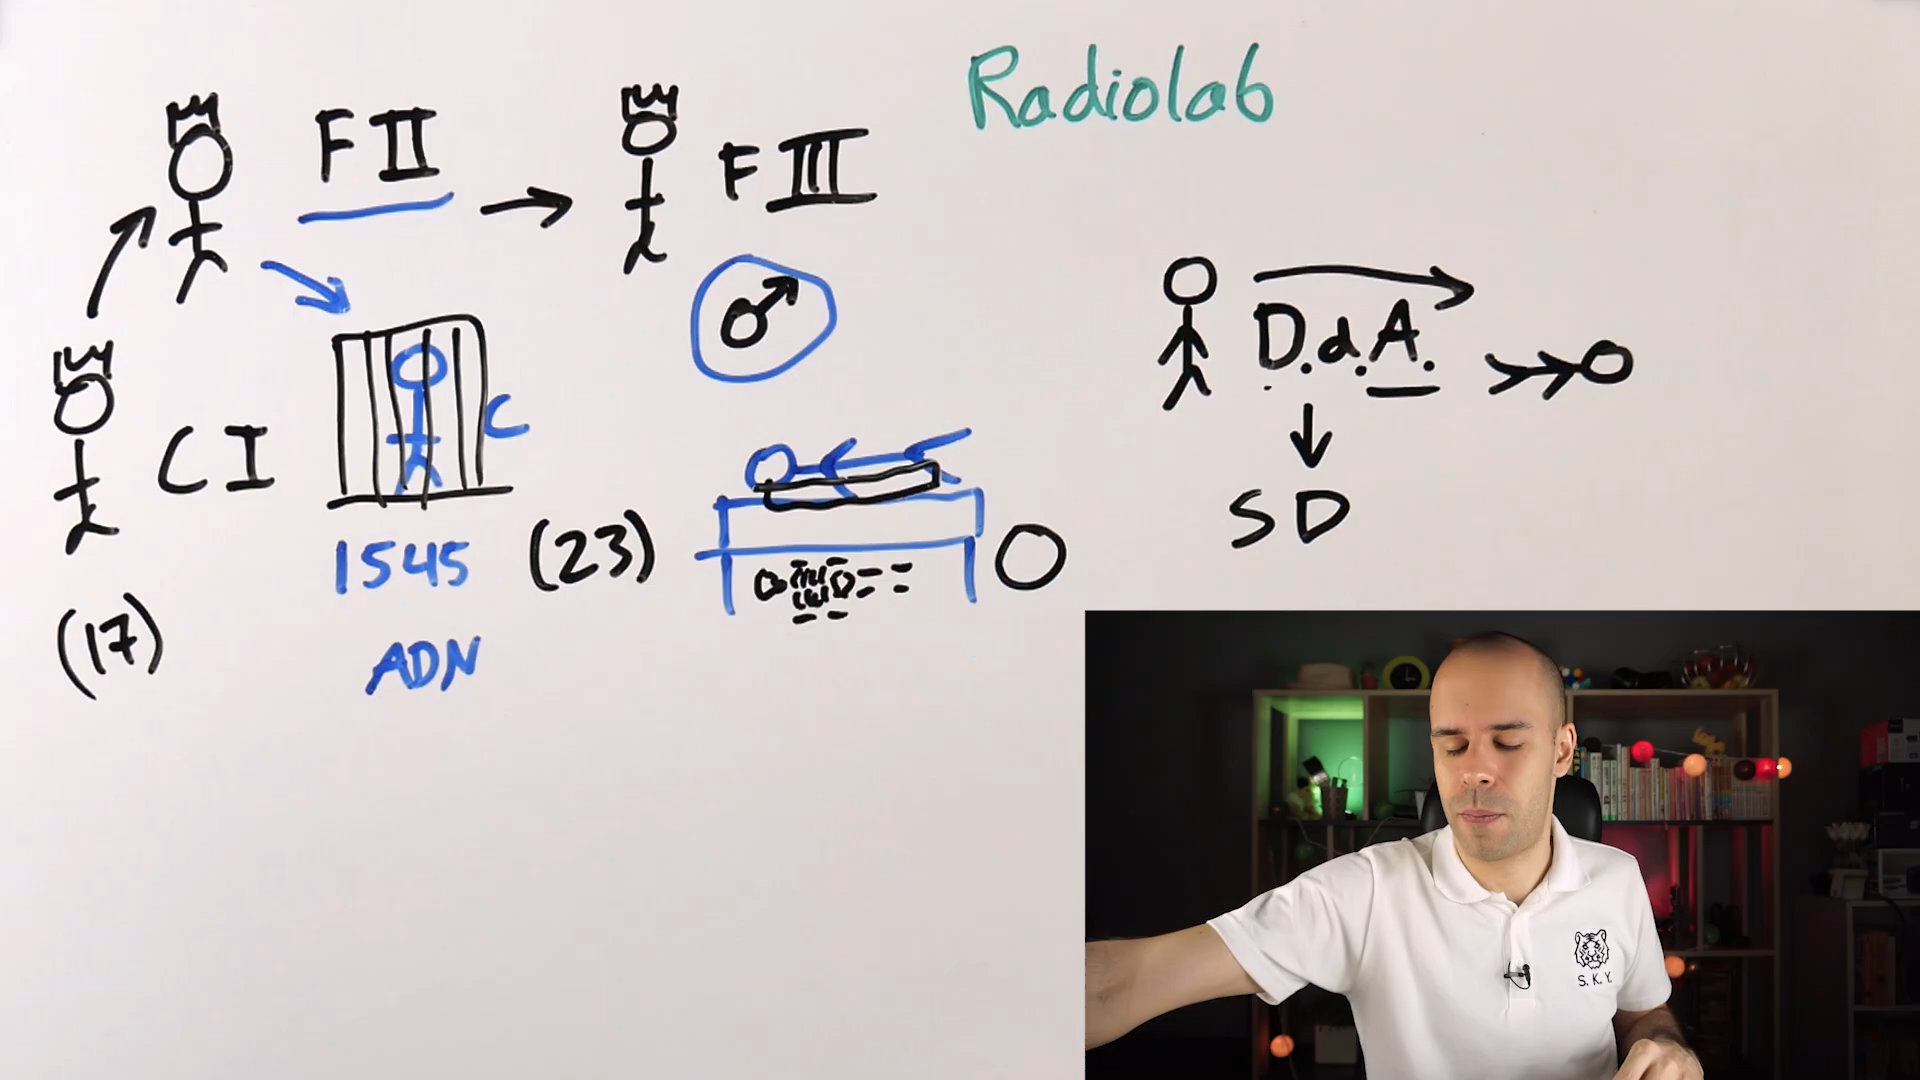 Radiolab
F II
F III
D.d.A.
C I
C
SD
1545
(23)
(17)
ADN
S.K.Y.